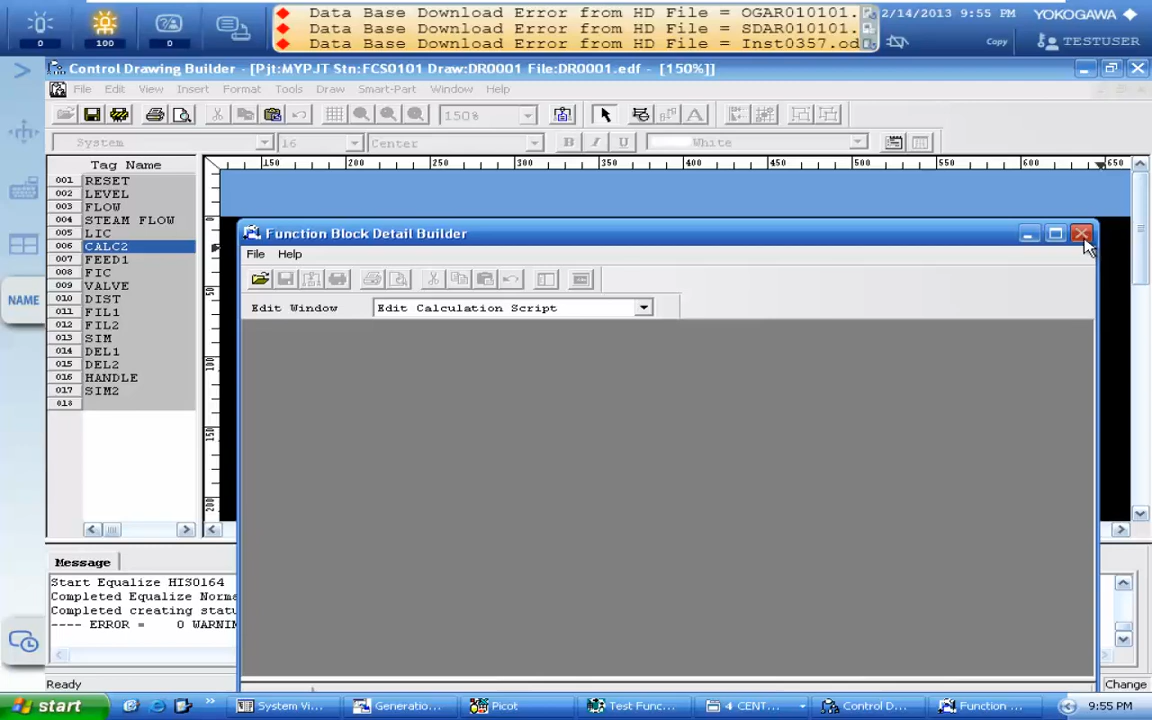 Data Base Download Error from HD File = OGAR010101.
Data Base Download Error from HD File = SDAR010101.
Data Base Download Error from HD File = Inst0357.od
0
100
0
2/14/2013 9:55 PM
YOKOGAWA
Copy
TESTUSER
Control Drawing Builder - [Pjt:MYPJT Stn:FCS0101 Draw:DR0001 File:DR0001.edf - [150%]]
File Edit View Insert Format Tools Draw Smart-Part Window Help
150%
A
System 16 Center B I U White
Tag Name
150 200 250 300 350 400 450 500 550 600 650
001 RESET
002 LEVEL
003 FLOW
004 STEAM FLOW
005 LIC
006 CALC2
007 FEED1
008 FIC
009 VALVE
010 DIST
011 FIL1
012 FIL2
013 SIM
014 DEL1
015 DEL2
016 HANDLE
017 SIM2
018
NAME
0
50
100
150
200
Function Block Detail Builder
File Help
Edit Window Edit Calculation Script
Message
Start Equalize HIS0164
Completed Equalize Norma
Completed creating statu
---- ERROR = 0 WARNIN
Ready
Change
start
System Vi...
Generatio...
Picot
Test Func...
4 CENT...
Control D...
Function ...
9:55 PM